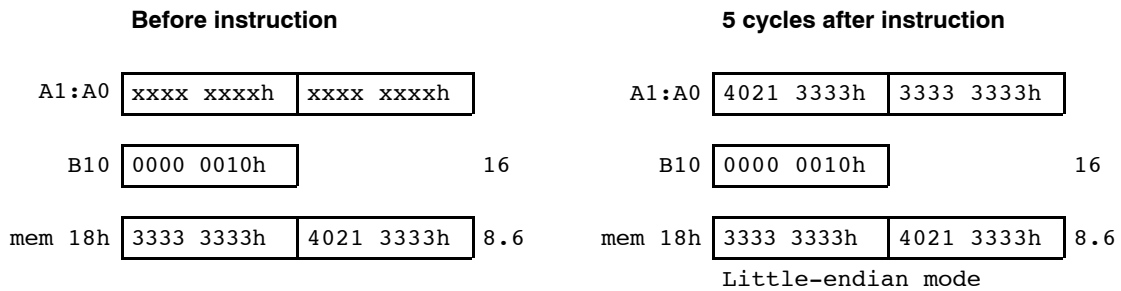 Before instruction 5 cycles after instruction
A1:A0 xxxx xxxxh xxxx xxxxh A1:A0 4021 3333h 3333 3333h
B10 0000 0010h 16 B10 0000 0010h 16
mem 18h 3333 3333h 4021 3333h 8.6 mem 18h 3333 3333h 4021 3333h 8.6
Little-endian mode